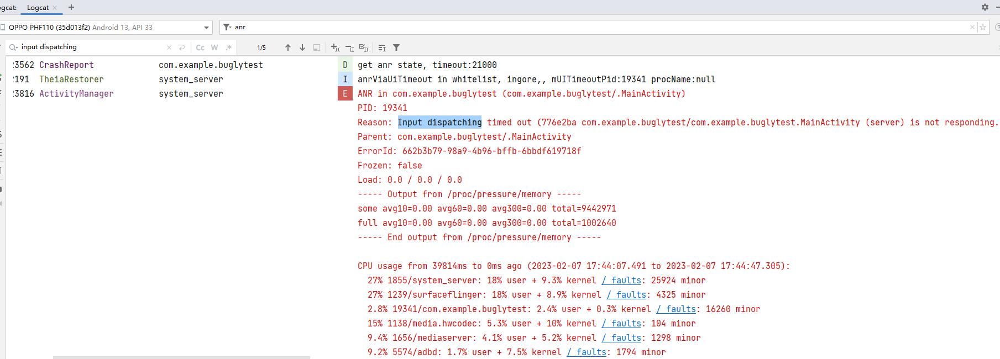 ogcat: Logcat
OPPO PHF110 (35d013f2) Android 13, API 33 anr
input dispatching Cc W .* 1/5
23562 CrashReport com.example.buglytest D get anr state, timeout:21000
2191 TheiaRestorer system_server I anrViaUiTimeout in whitelist, ingore,, mUITimeoutPid:19341 procName:null
23816 ActivityManager system_server E ANR in com.example.buglytest (com.example.buglytest/.MainActivity)
PID: 19341
Reason: Input dispatching timed out (776e2ba com.example.buglytest/com.example.buglytest.MainActivity (server) is not responding.
Parent: com.example.buglytest/.MainActivity
ErrorId: 662b3b79-98a9-4b96-bffb-6bbdf619718f
Frozen: false
Load: 0.0 / 0.0 / 0.0
----- Output from /proc/pressure/memory -----
some avg10=0.00 avg60=0.00 avg300=0.00 total=9442971
full avg10=0.00 avg60=0.00 avg300=0.00 total=1002640
----- End output from /proc/pressure/memory -----
CPU usage from 39814ms to 0ms ago (2023-02-07 17:44:07.491 to 2023-02-07 17:44:47.305):
27% 1855/system_server: 18% user + 9.3% kernel / faults: 25924 minor
27% 1239/surfaceflinger: 18% user + 8.9% kernel / faults: 4325 minor
2.8% 19341/com.example.buglytest: 2.4% user + 0.3% kernel / faults: 16260 minor
15% 1138/media.hwcodec: 5.3% user + 10% kernel / faults: 104 minor
9.4% 1656/mediaserver: 4.1% user + 5.2% kernel / faults: 1298 minor
9.2% 5574/adbd: 1.7% user + 7.5% kernel / faults: 1794 minor